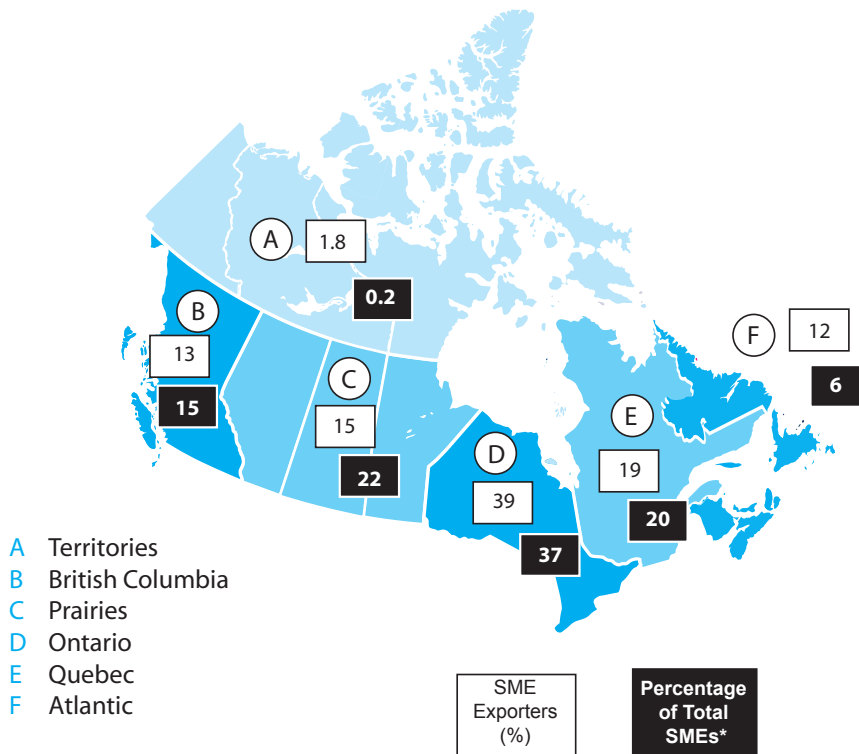 A
1.8
0.2
B
13
15
C
15
22
D
39
37
E
19
20
F
12
6
A Territories
B British Columbia
C Prairies
D Ontario
E Quebec
F Atlantic
SME
Exporters
(%)
Percentage
of Total
SMEs*